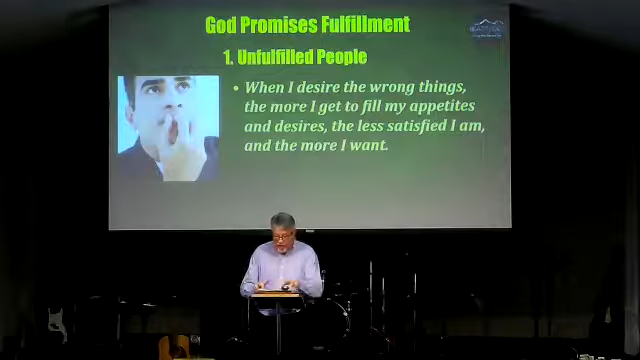 God Promises Fulfillment
1. Unfulfilled People
• When I desire the wrong things,
the more I get to fill my appetites
and desires, the less satisfied I am,
and the more I want.